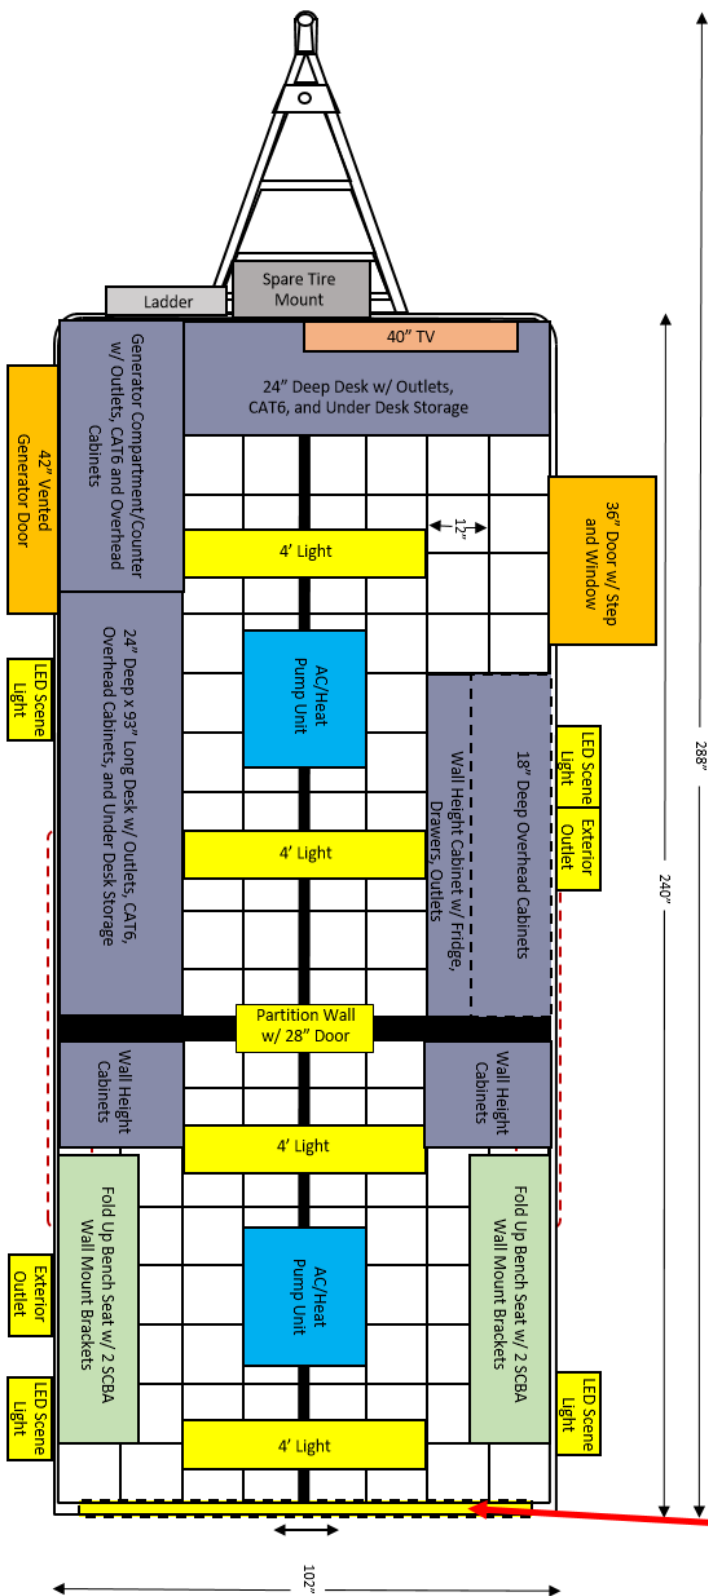 Spare Tire
Mount
Ladder
40” TV
24” Deep Desk w/ Outlets,
CAT6, and Under Desk Storage
Generator Compartment/Counter
w/ Outlets, CAT6 and Overhead
Cabinets
42” Vented
Generator Door
36” Door w/ Step
and Window
12”
4’ Light
288”
240”
AC/Heat
Pump Unit
LED Scene
Light
24” Deep x 93” Long Desk w/ Outlets, CAT6,
Overhead Cabinets, and Under Desk Storage
18” Deep Overhead Cabinets
Wall Height Cabinet w/ Fridge,
Drawers, Outlets
LED Scene
Light
Exterior
Outlet
4’ Light
Partition Wall
w/ 28” Door
Wall Height
Cabinets
Wall Height
Cabinets
4’ Light
Fold Up Bench Seat w/ 2 SCBA
Wall Mount Brackets
Fold Up Bench Seat w/ 2 SCBA
Wall Mount Brackets
AC/Heat
Pump Unit
Exterior
Outlet
LED Scene
Light
LED Scene
Light
4’ Light
102”